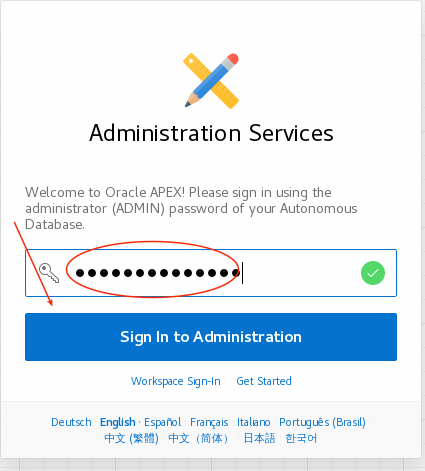 Administration Services
Welcome to Oracle APEX! Please sign in using the
administrator (ADMIN) password of your Autonomous
Database.
●●●●●●●●●●●●●●
Sign In to Administration
Workspace Sign-In Get Started
Deutsch English · Español Français Italiano Português (Brasil)
中文 (繁體) 中文（简体） 日本語 한국어